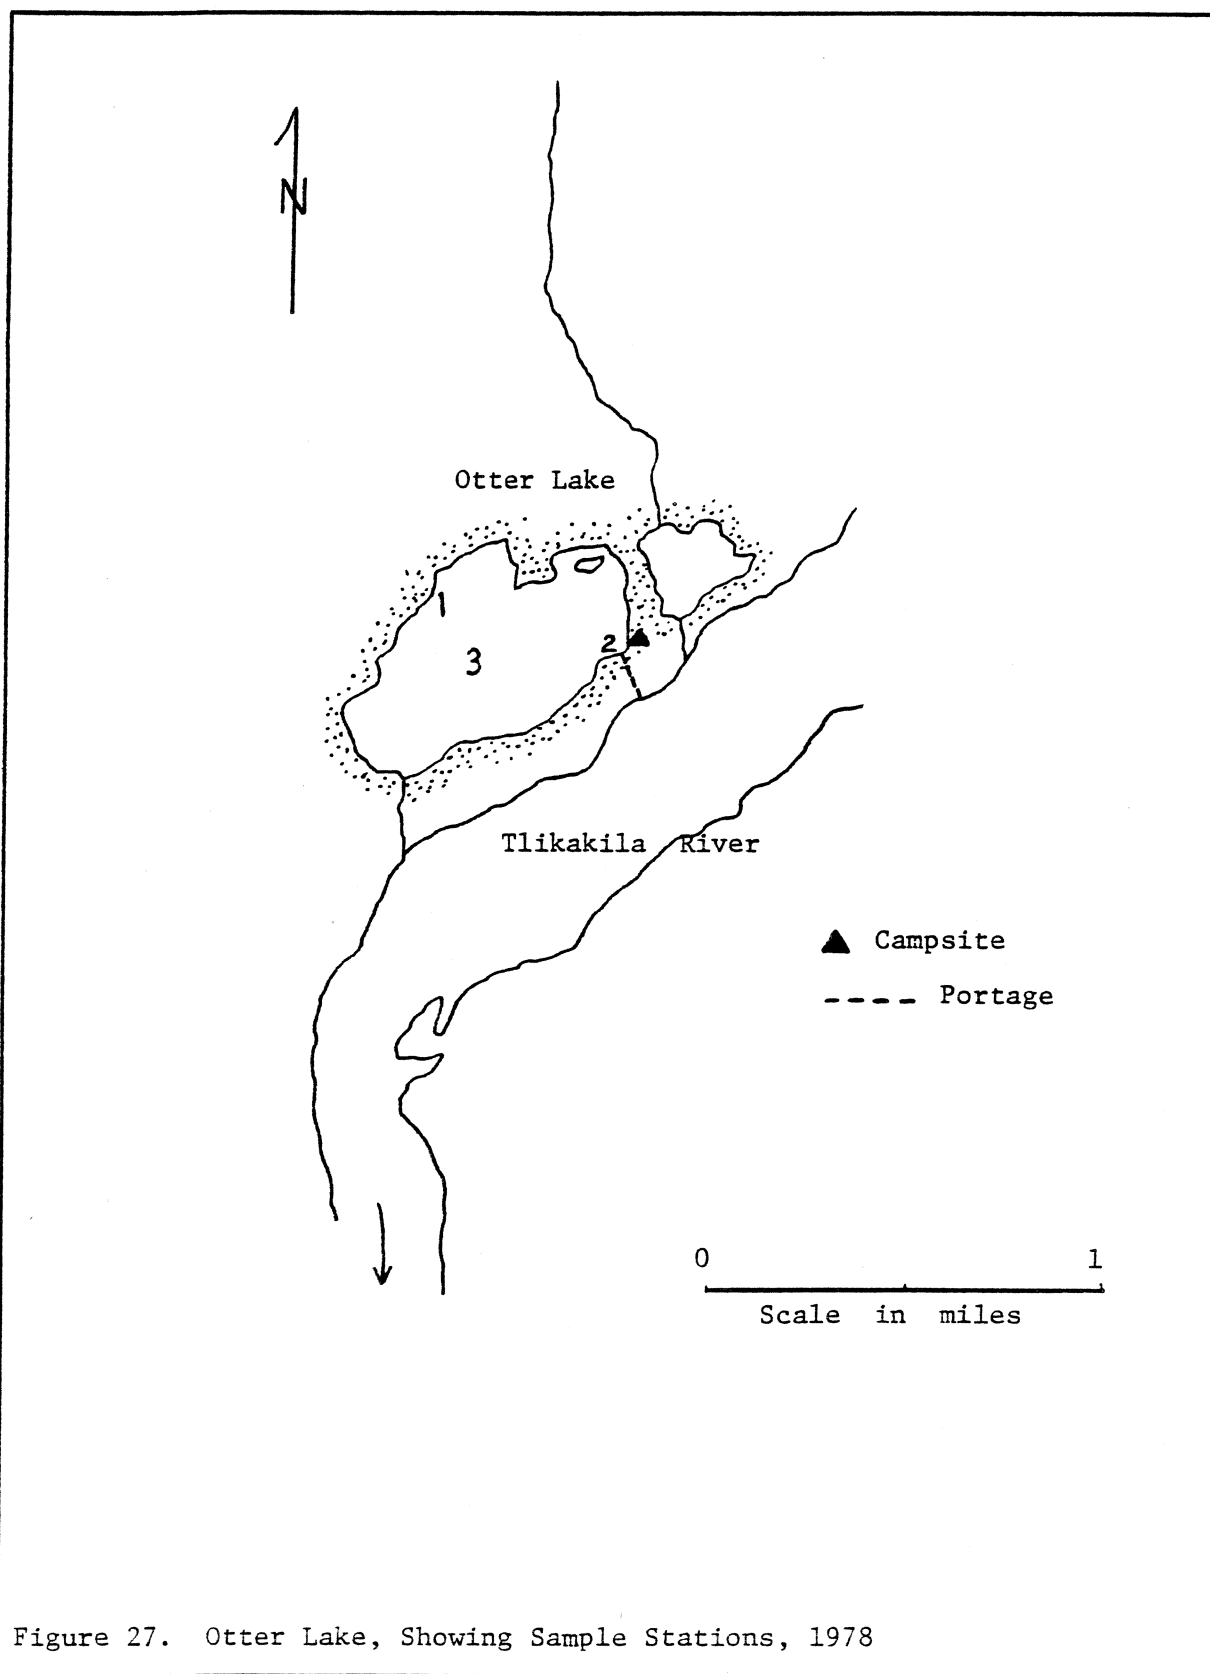 N
Otter Lake
1
2
3
Tlikakila River
Campsite
Portage
0 1
Scale in miles
Figure 27. Otter Lake, Showing Sample Stations, 1978